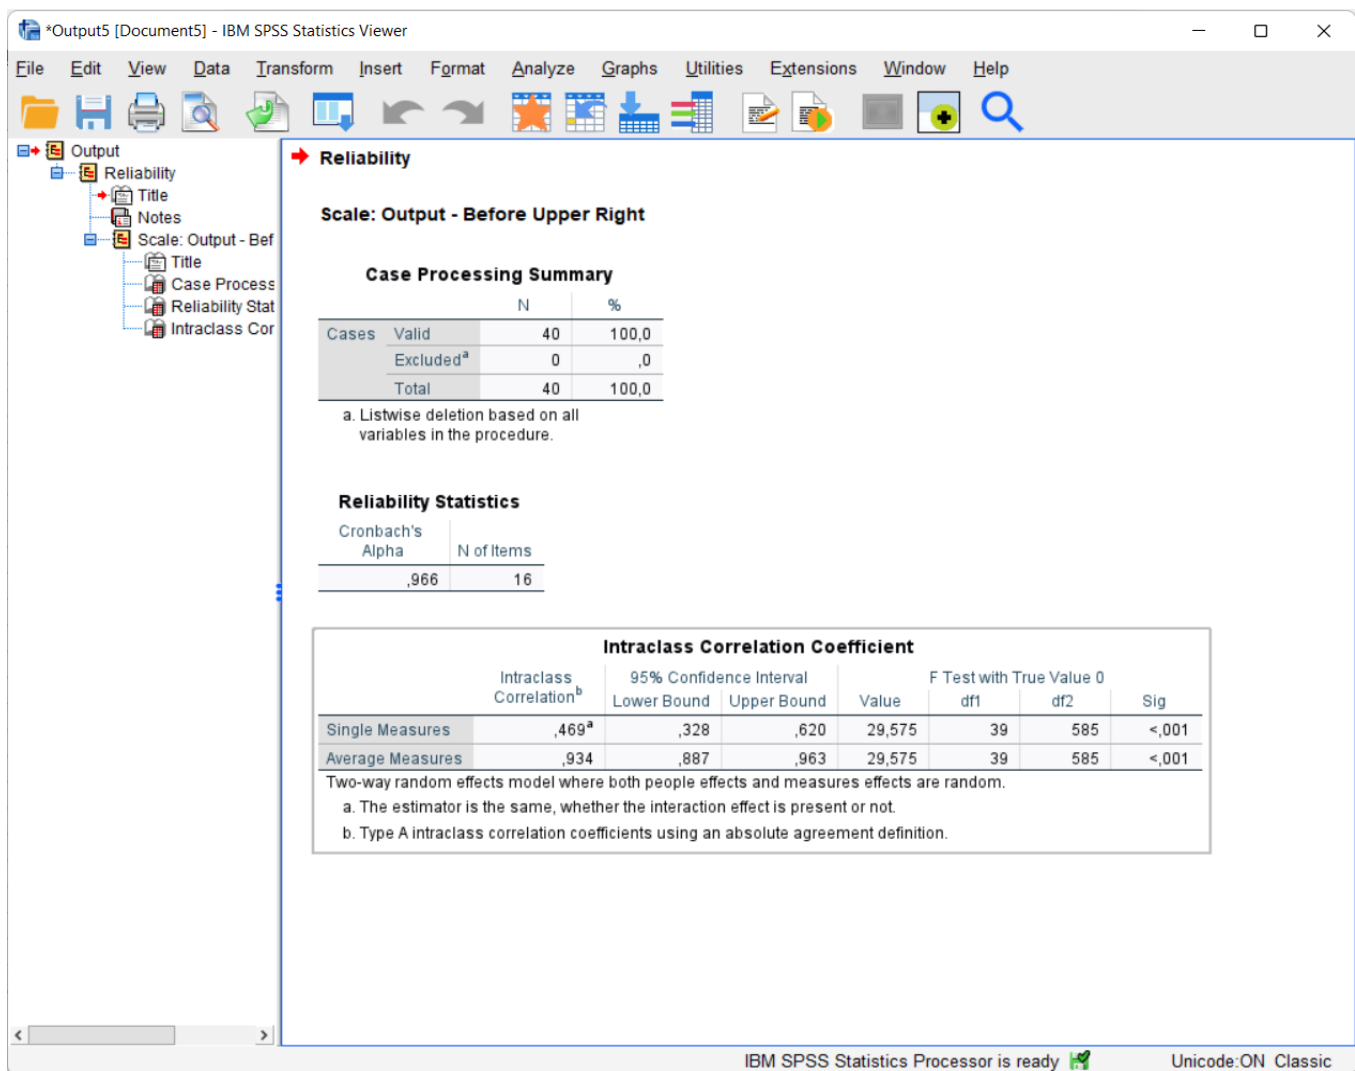 *Output5 [Document5] - IBM SPSS Statistics Viewer
File Edit View Data Transform Insert Format Analyze Graphs Utilities Extensions Window Help
Output
Reliability
Title
Notes
Scale: Output - Bef
Title
Case Process
Reliability Stat
Intraclass Cor
Reliability
Scale: Output - Before Upper Right
Case Processing Summary
N %
Cases Valid 40 100,0
Excludedᵃ 0 ,0
Total 40 100,0
a. Listwise deletion based on all
variables in the procedure.
Reliability Statistics
Cronbach's
Alpha N of Items
,966 16
Intraclass Correlation Coefficient
Intraclass 95% Confidence Interval F Test with True Value 0
Correlationᵇ Lower Bound Upper Bound Value df1 df2 Sig
Single Measures ,469ᵃ ,328 ,620 29,575 39 585 <,001
Average Measures ,934 ,887 ,963 29,575 39 585 <,001
Two-way random effects model where both people effects and measures effects are random.
a. The estimator is the same, whether the interaction effect is present or not.
b. Type A intraclass correlation coefficients using an absolute agreement definition.
IBM SPSS Statistics Processor is ready Unicode:ON Classic